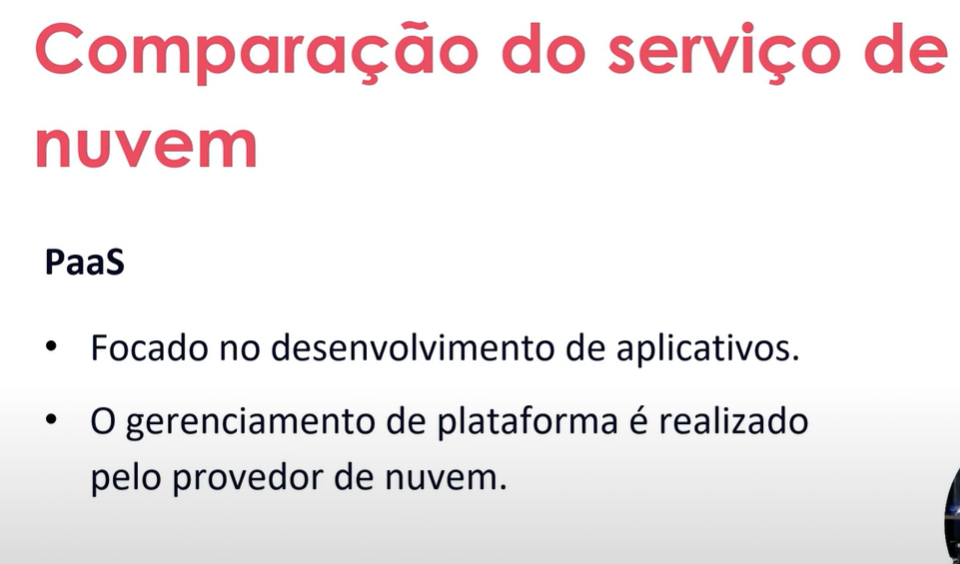 Comparação do serviço de
nuvem
PaaS
• Focado no desenvolvimento de aplicativos.
• O gerenciamento de plataforma é realizado
pelo provedor de nuvem.